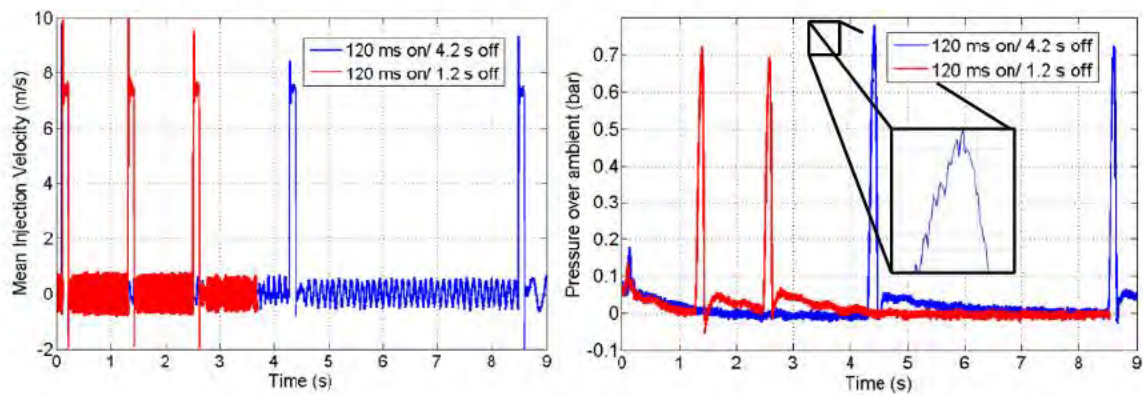 Mean Injection Velocity (m/s)
10
8
6
4
2
0
-2
0 1 2 3 4 5 6 7 8 9
Time (s)
120 ms on/ 4.2 s off
120 ms on/ 1.2 s off
Pressure over ambient (bar)
0.7
0.6
0.5
0.4
0.3
0.2
0.1
0
-0.1
0 1 2 3 4 5 6 7 8 9
Time (s)
120 ms on/ 4.2 s off
120 ms on/ 1.2 s off